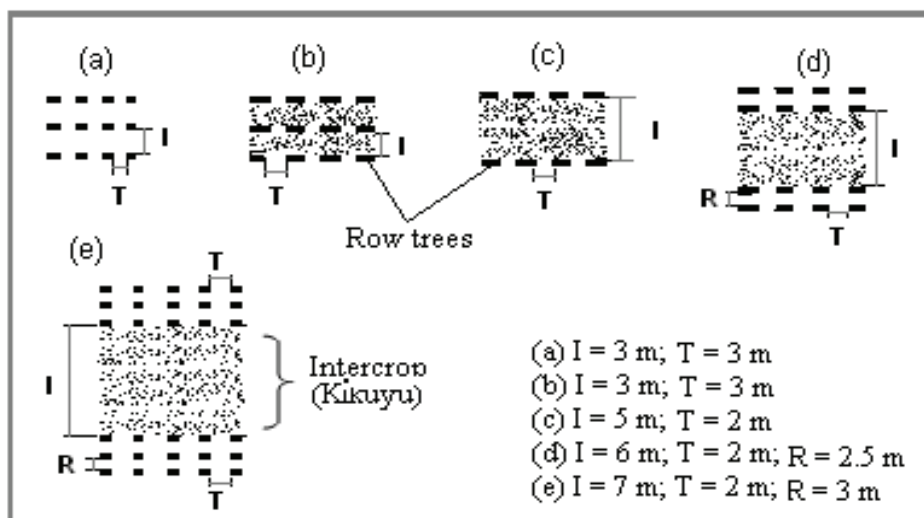 (a)
(b)
(c)
(d)
I
I
I
I
T
T
T
R
T
Row trees
(e)
T
I
R
T
Intercrop
(Kikuyu)
(a) I = 3 m; T = 3 m
(b) I = 3 m; T = 3 m
(c) I = 5 m; T = 2 m
(d) I = 6 m; T = 2 m; R = 2.5 m
(e) I = 7 m; T = 2 m; R = 3 m